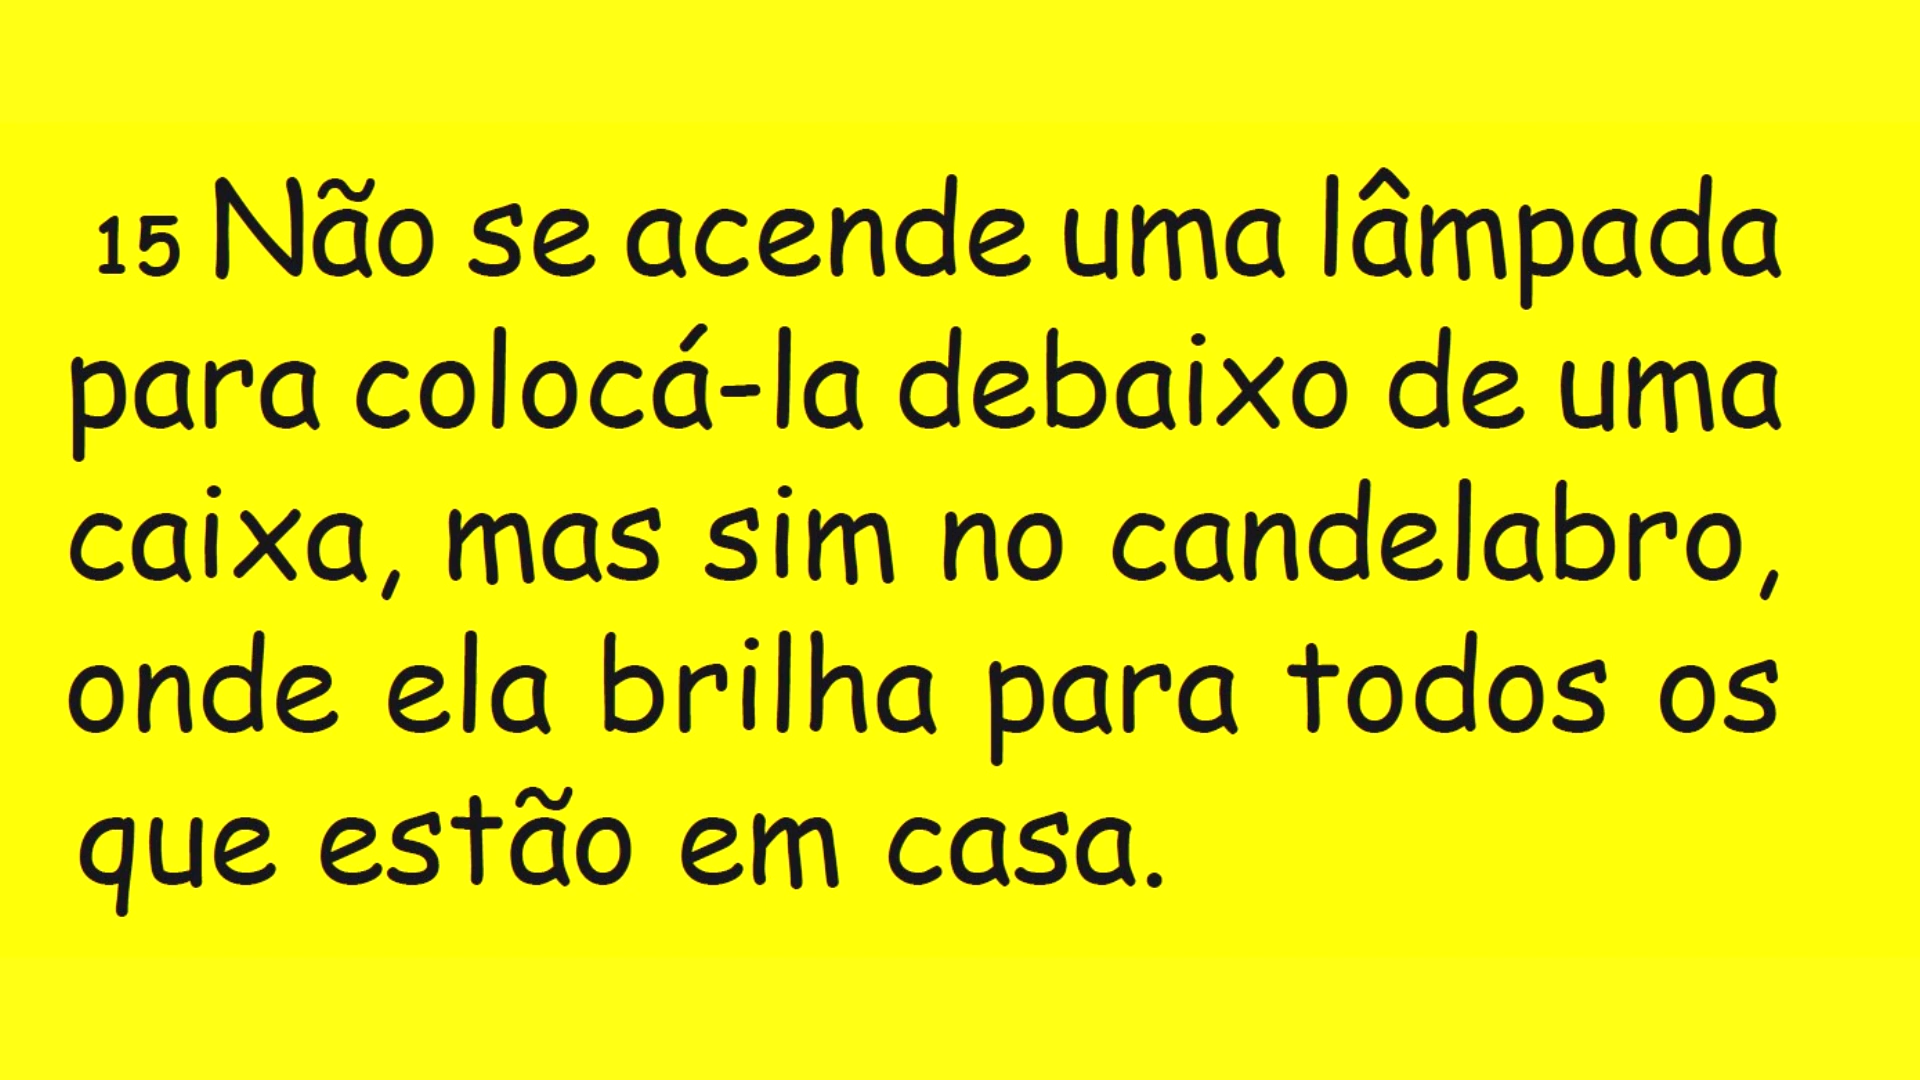 15 Não se acende uma lâmpada
para colocá-la debaixo de uma
caixa, mas sim no candelabro,
onde ela brilha para todos os
que estão em casa.